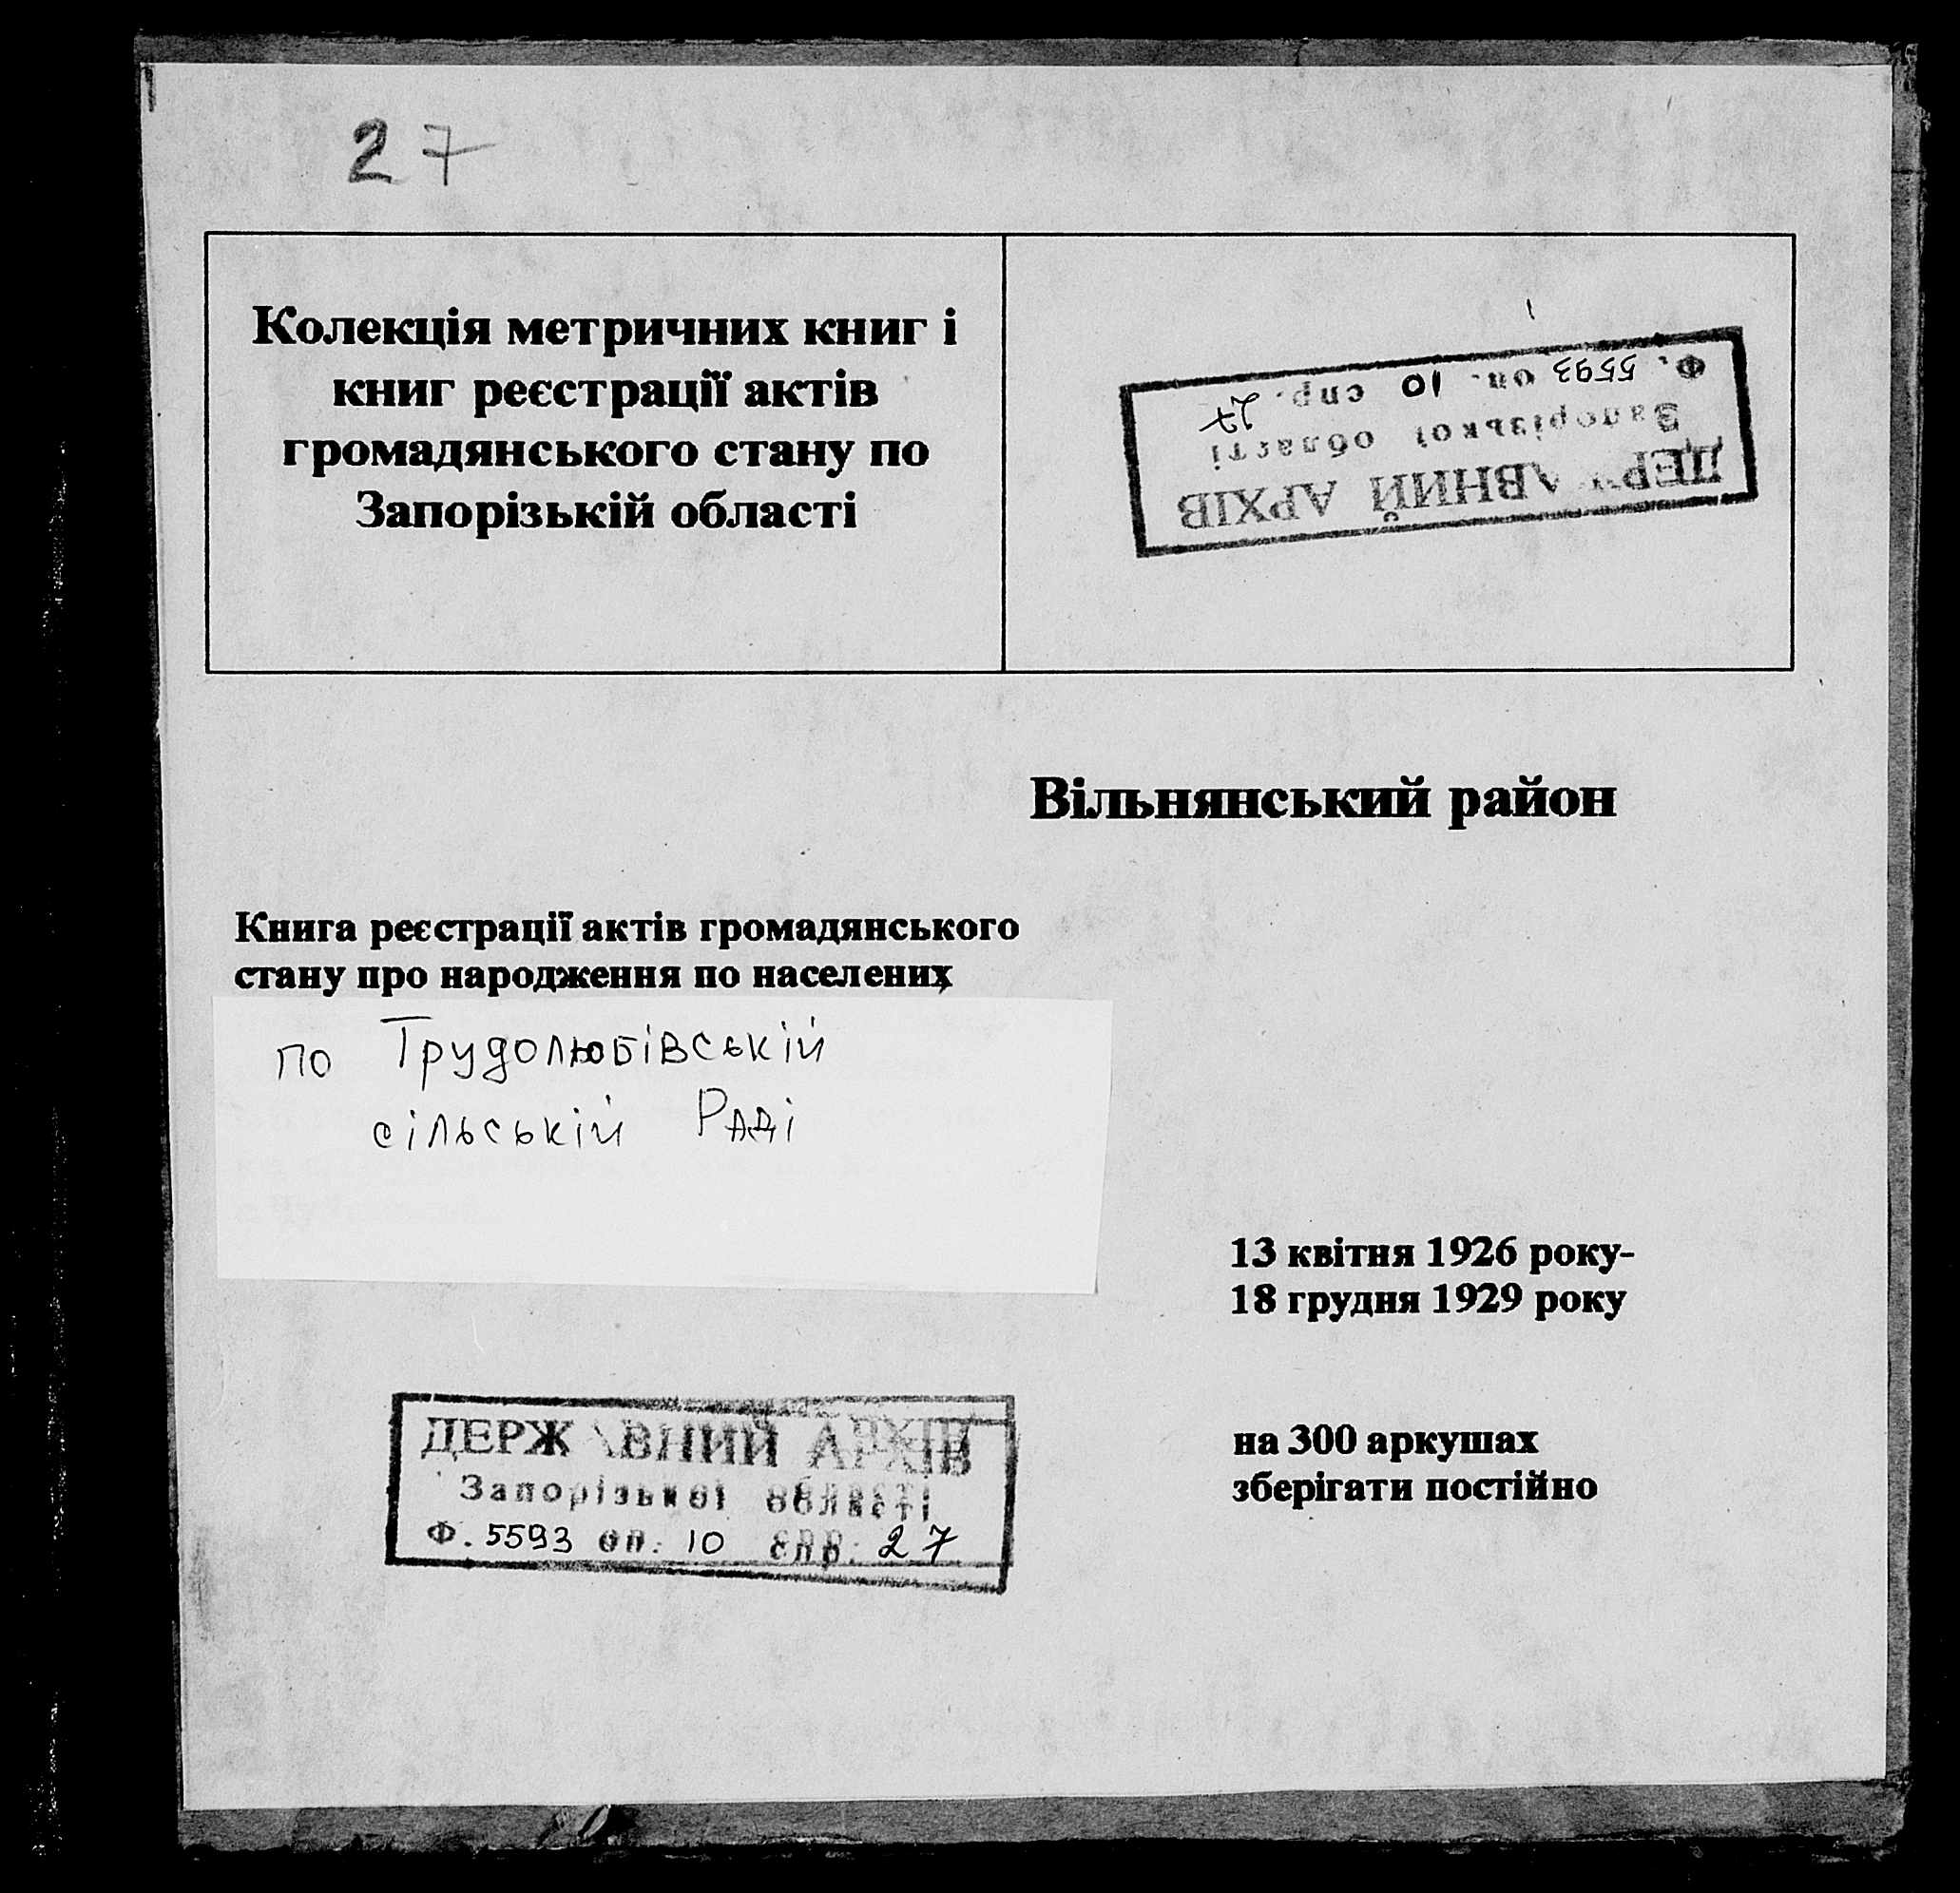 27
Колекція метричних книг і
книг реєстрації актів
громадянського стану по
Запорізькій області
ДЕРЖАВНИЙ АРХІВ
Запорізької області
Ф. 5593 оп. 10 спр. 27
Вільнянський район
Книга реєстрації актів громадянського
стану про народження по населених
по Трудолюбівській
сільській Раді
13 квітня 1926 року-
18 грудня 1929 року
на 300 аркушах
зберігати постійно
ДЕРЖАВНИЙ АРХІВ
Запорізької області
Ф. 5593 оп. 10 спр. 27